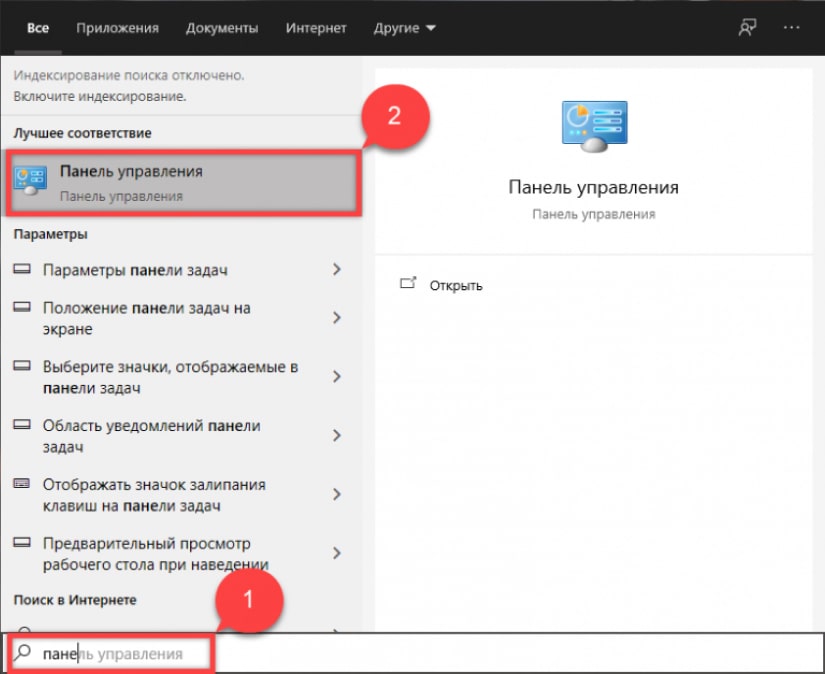 Все Приложения Документы Интернет Другие
Индексирование поиска отключено.
Включите индексирование.
Лучшее соответствие
Панель управления
Панель управления
Параметры
Параметры панели задач
Положение панели задач на
экране
Выберите значки, отображаемые в
панели задач
Область уведомлений панели
задач
Отображать значок залипания
клавиш на панели задач
Предварительный просмотр
рабочего стола при наведении
Поиск в Интернете
1
панель управления
2
Панель управления
Панель управления
Открыть